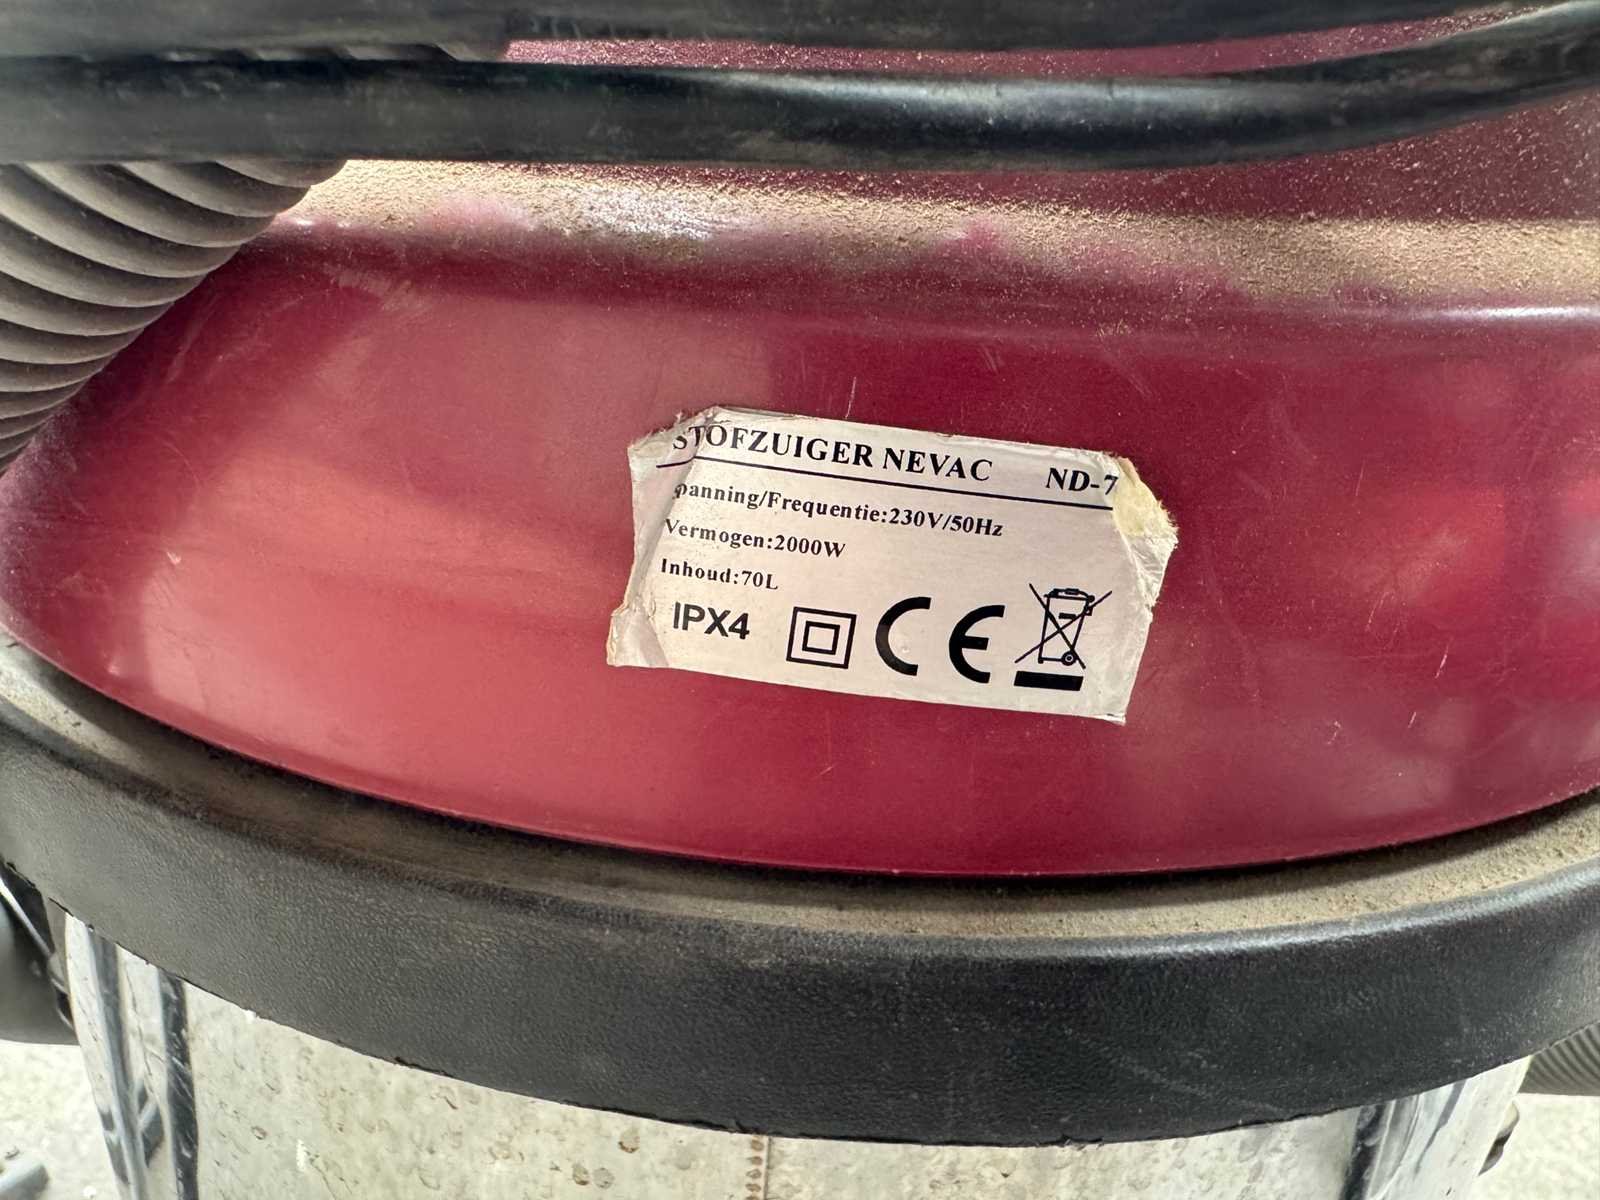 STOFZUIGER NEVAC ND-7
Spanning/Frequentie:230V/50Hz
Vermogen:2000W
Inhoud:70L
IPX4 CE